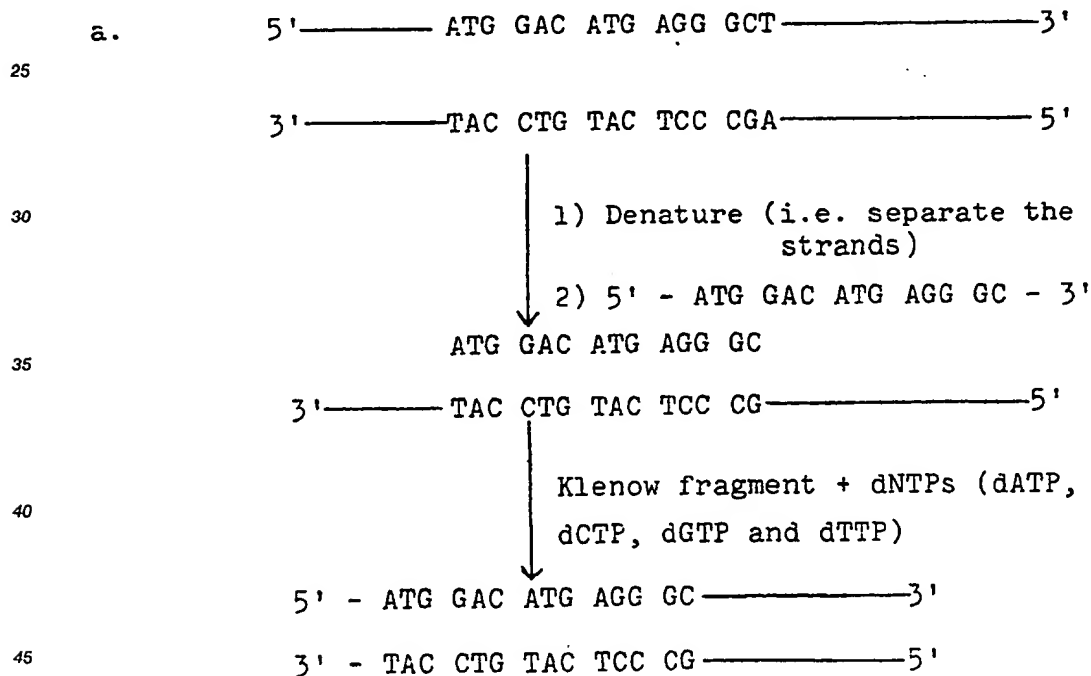 a. 5' ATG GAC ATG AGG GCT 3'
25
3' TAC CTG TAC TCC CGA 5'
1) Denature (i.e. separate the
30
strands)
2) 5' - ATG GAC ATG AGG GC - 3'
ATG GAC ATG AGG GC
35
3' TAC CTG TAC TCC CG 5'
Klenow fragment + dNTPs (dATP,
40
dCTP, dGTP and dTTP)
5' - ATG GAC ATG AGG GC 3'
45
3' - TAC CTG TAC TCC CG 5'